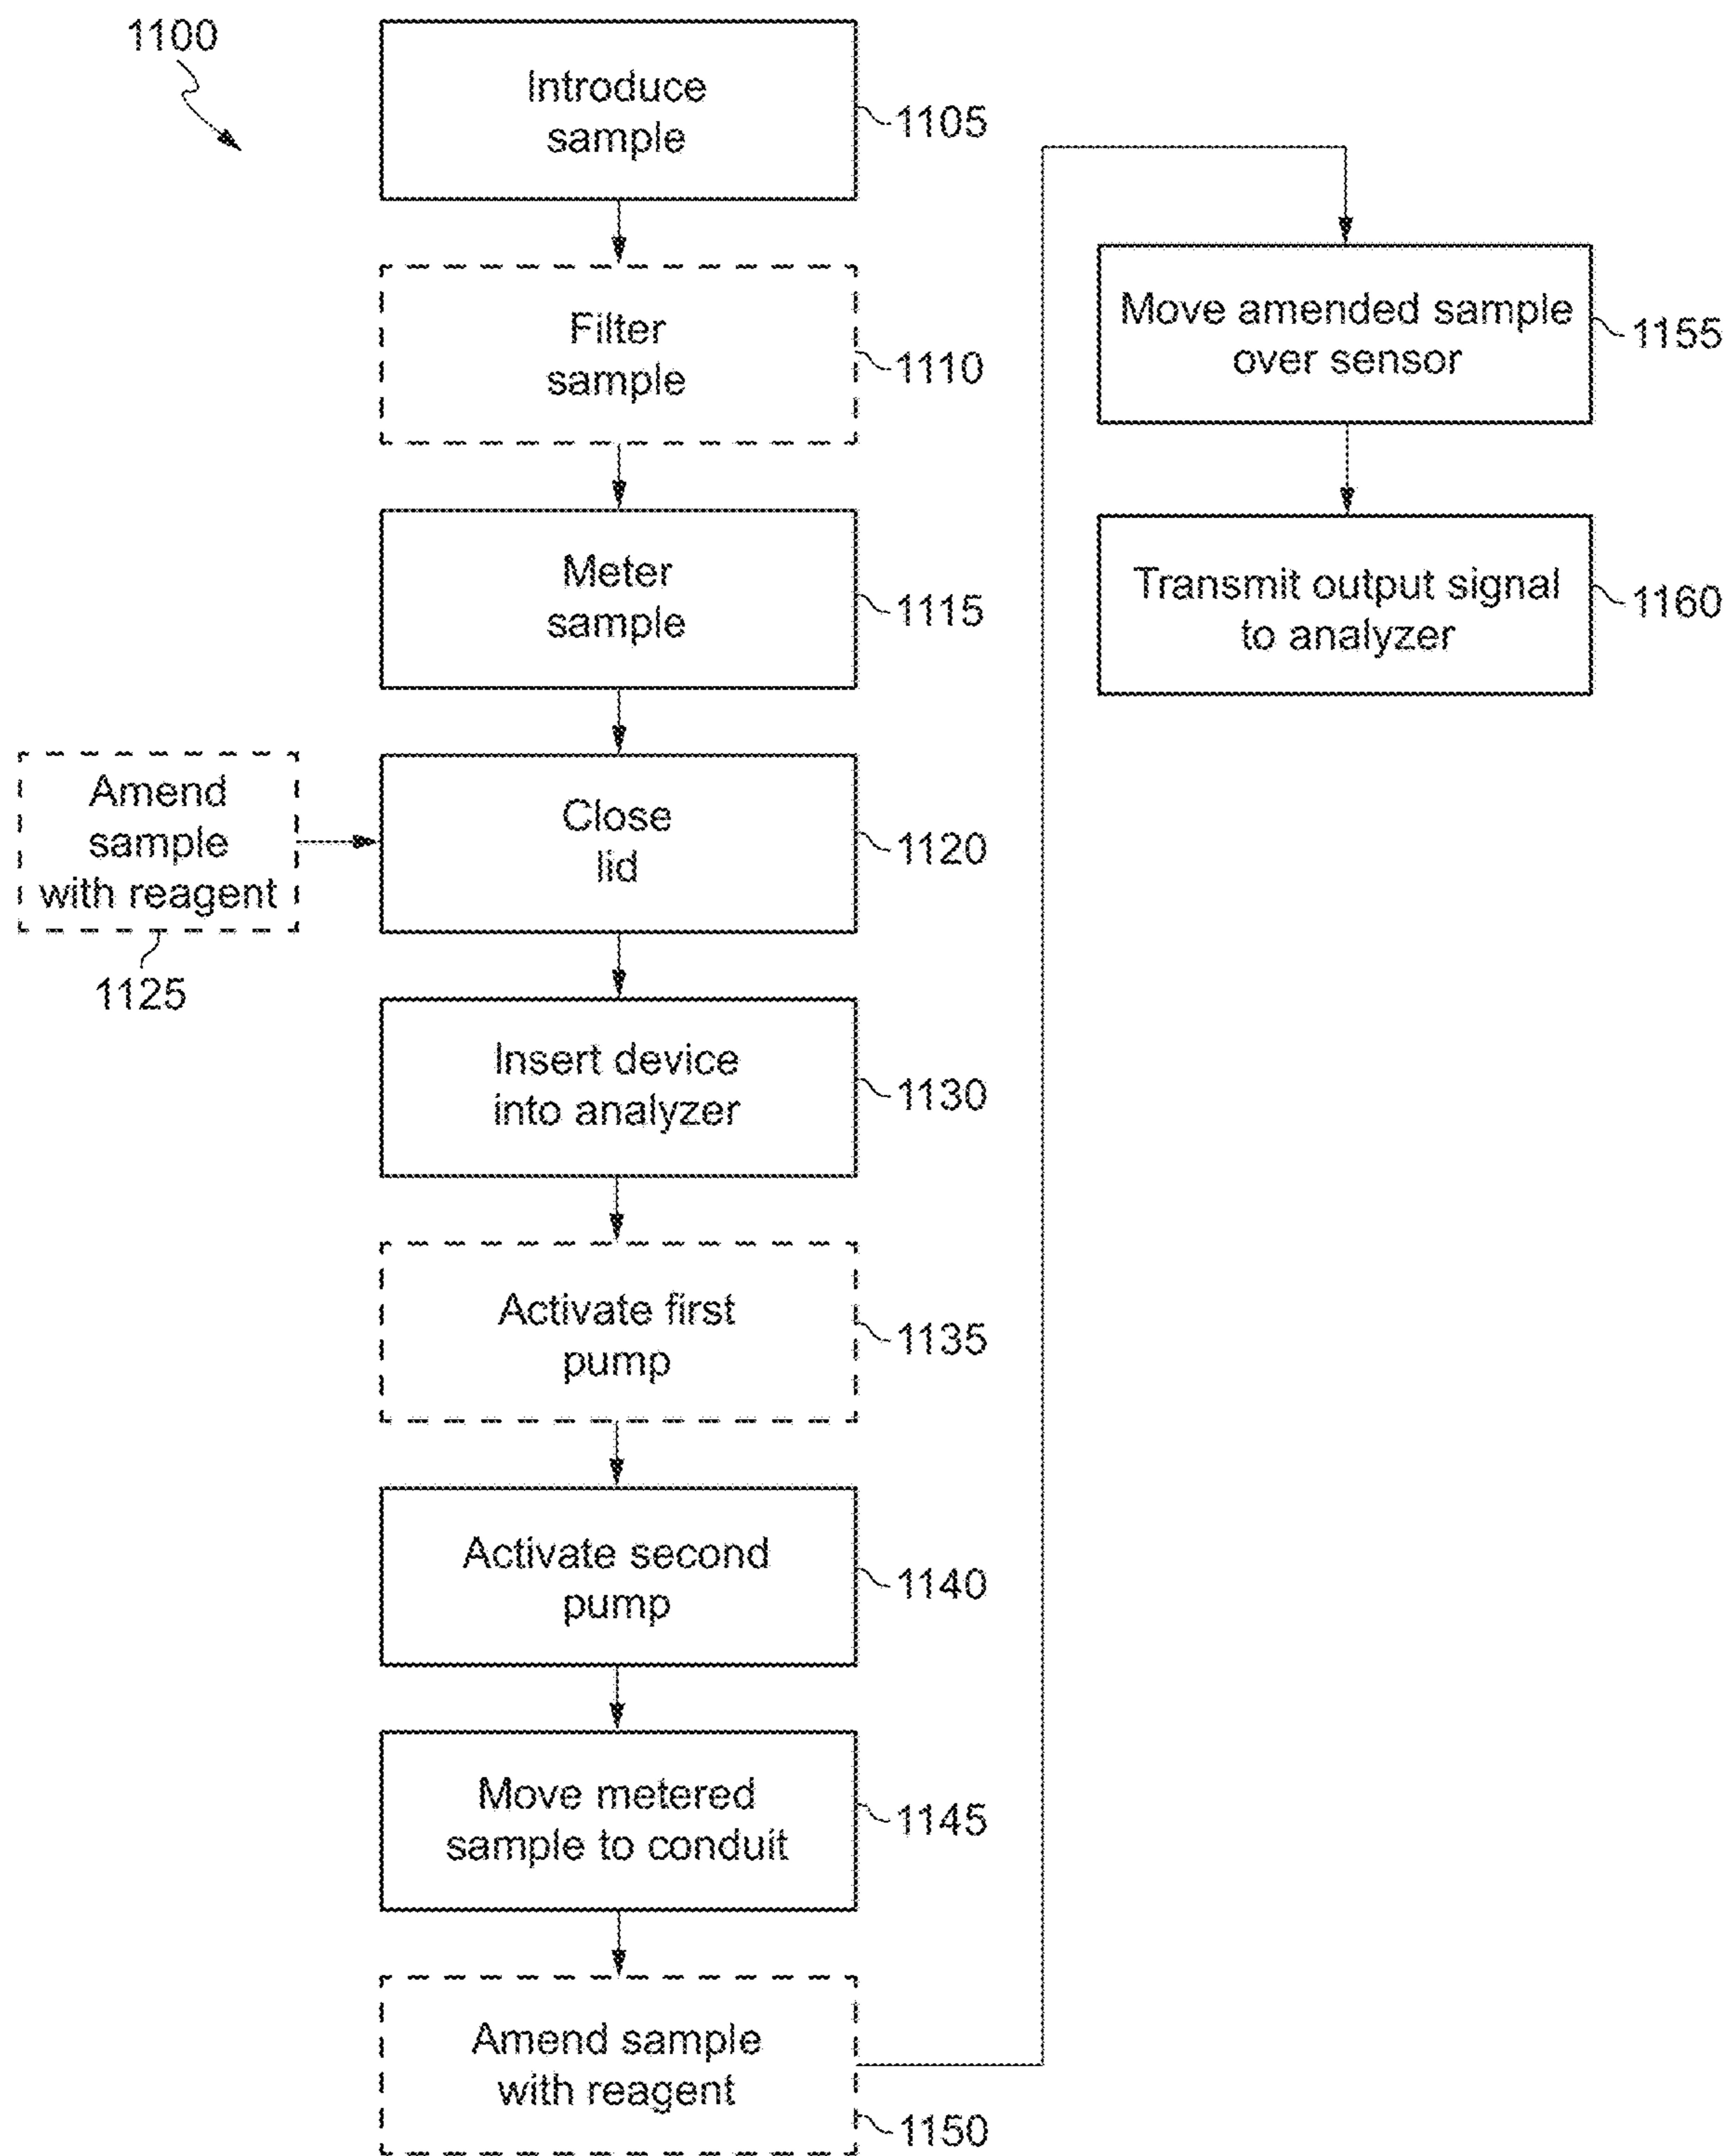 1100
Introduce
sample
1105
Filter
sample
1110
Meter
sample
1115
Close
lid
1120
Amend
sample
with reagent
1125
Insert device
into analyzer
1130
Activate first
pump
1135
Activate second
pump
1140
Move metered
sample to conduit
1145
Amend sample
with reagent
1150
Move amended sample
over sensor
1155
Transmit output signal
to analyzer
1160